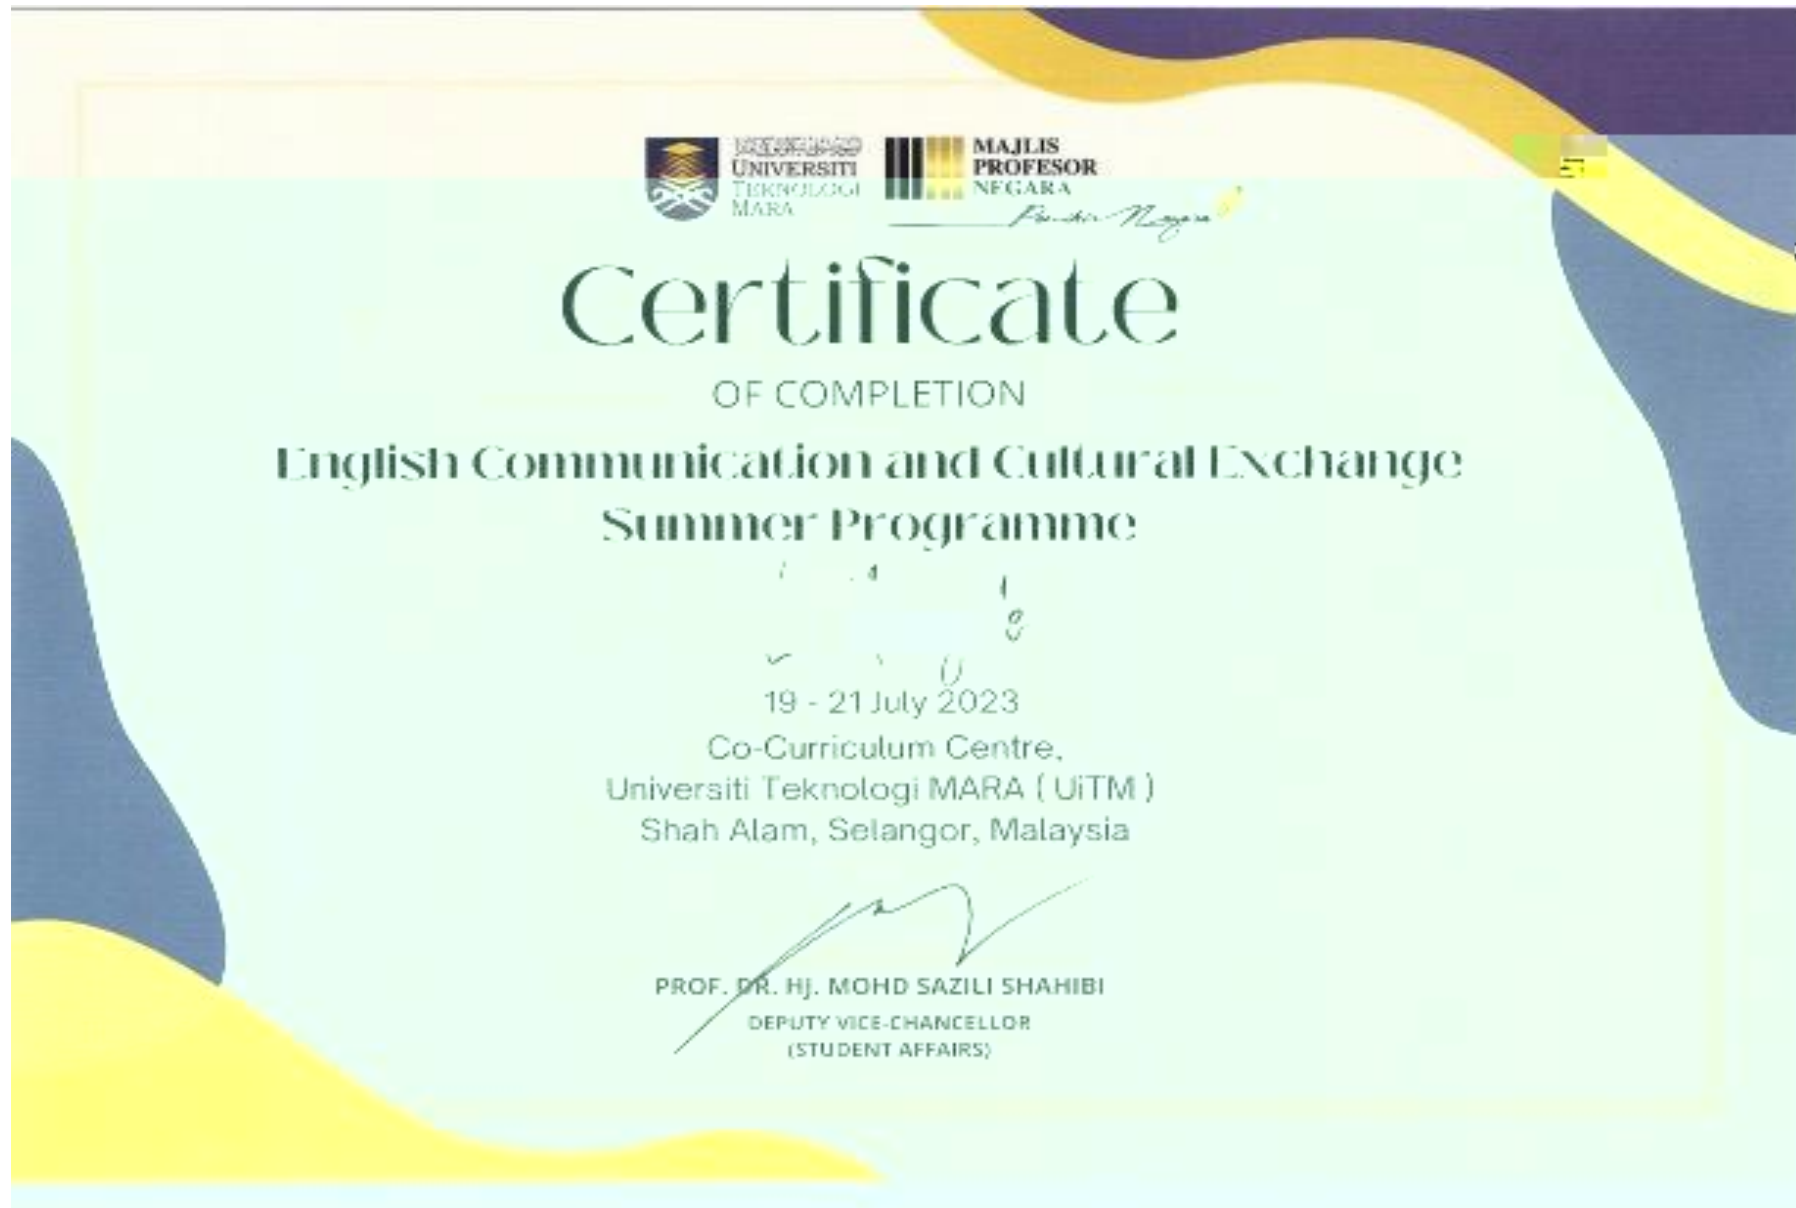 UNIVERSITI
TEKNOLOGI
MARA
MAJLIS
PROFESOR
NEGARA
Certificate
OF COMPLETION
English Communication and Cultural Exchange
Summer Programme
19 - 21 July 2023
Co-Curriculum Centre,
Universiti Teknologi MARA ( UiTM )
Shah Alam, Selangor, Malaysia
PROF. DR. HJ. MOHD SAZILI SHAHIBI
DEPUTY VICE-CHANCELLOR
(STUDENT AFFAIRS)